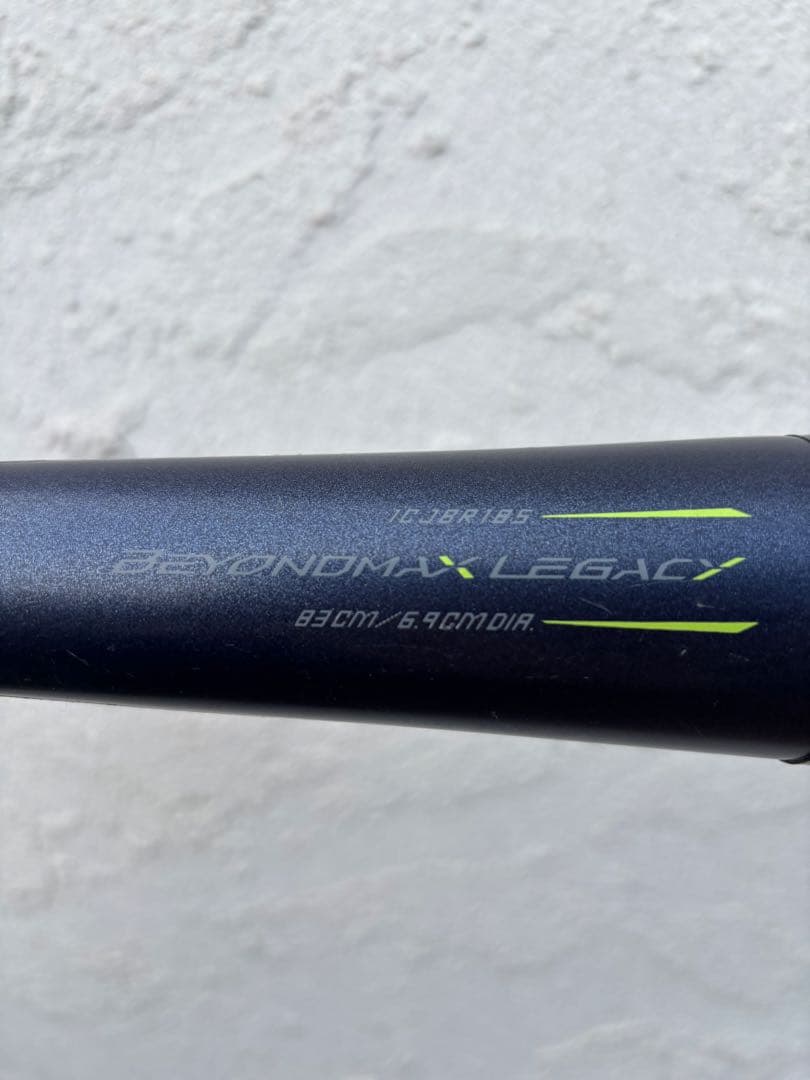 1CJBR185
BEYONDMAX LEGACY
83CM/6.9CM DIA.